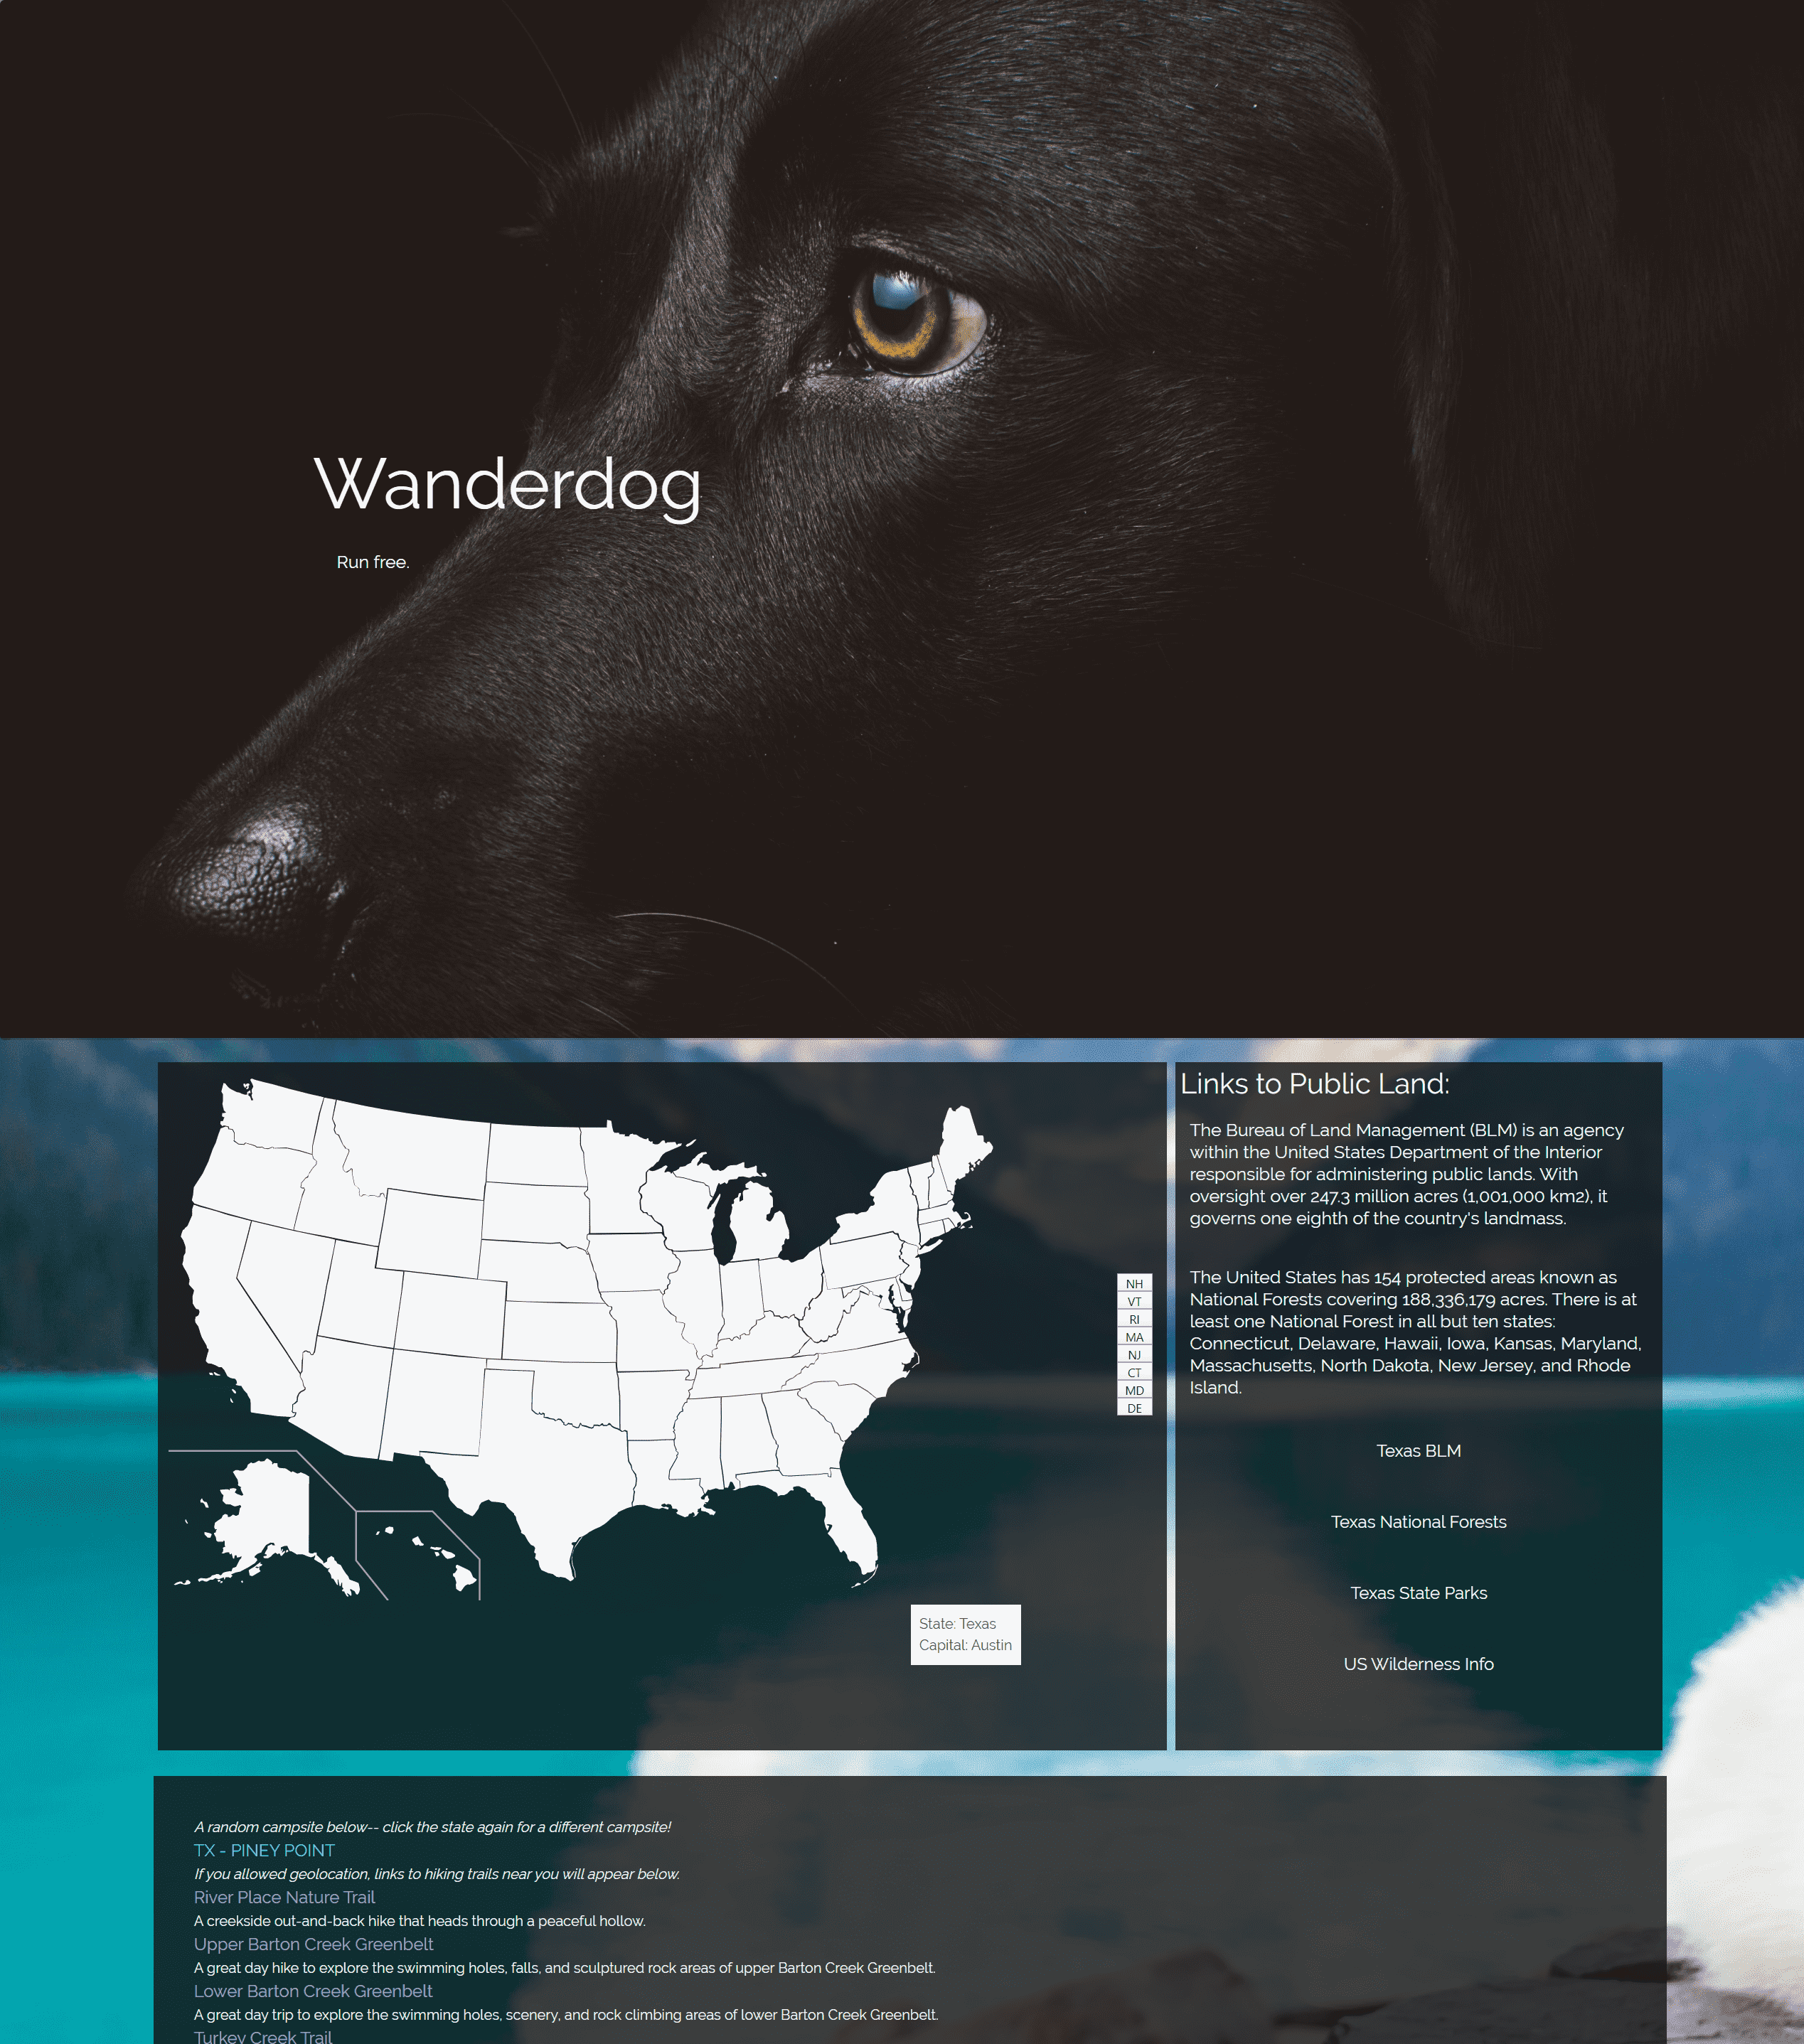 Wanderdog
Run free.
NH
VT
RI
MA
NJ
CT
MD
DE
State: Texas
Capital: Austin
Links to Public Land:
The Bureau of Land Management (BLM) is an agency
within the United States Department of the Interior
responsible for administering public lands. With
oversight over 247.3 million acres (1,001,000 km2), it
governs one eighth of the country's landmass.
The United States has 154 protected areas known as
National Forests covering 188,336,179 acres. There is at
least one National Forest in all but ten states:
Connecticut, Delaware, Hawaii, Iowa, Kansas, Maryland,
Massachusetts, North Dakota, New Jersey, and Rhode
Island.
Texas BLM
Texas National Forests
Texas State Parks
US Wilderness Info
A random campsite below-- click the state again for a different campsite!
TX - PINEY POINT
If you allowed geolocation, links to hiking trails near you will appear below.
River Place Nature Trail
A creekside out-and-back hike that heads through a peaceful hollow.
Upper Barton Creek Greenbelt
A great day hike to explore the swimming holes, falls, and sculptured rock areas of upper Barton Creek Greenbelt.
Lower Barton Creek Greenbelt
A great day trip to explore the swimming holes, scenery, and rock climbing areas of lower Barton Creek Greenbelt.
Turkey Creek Trail